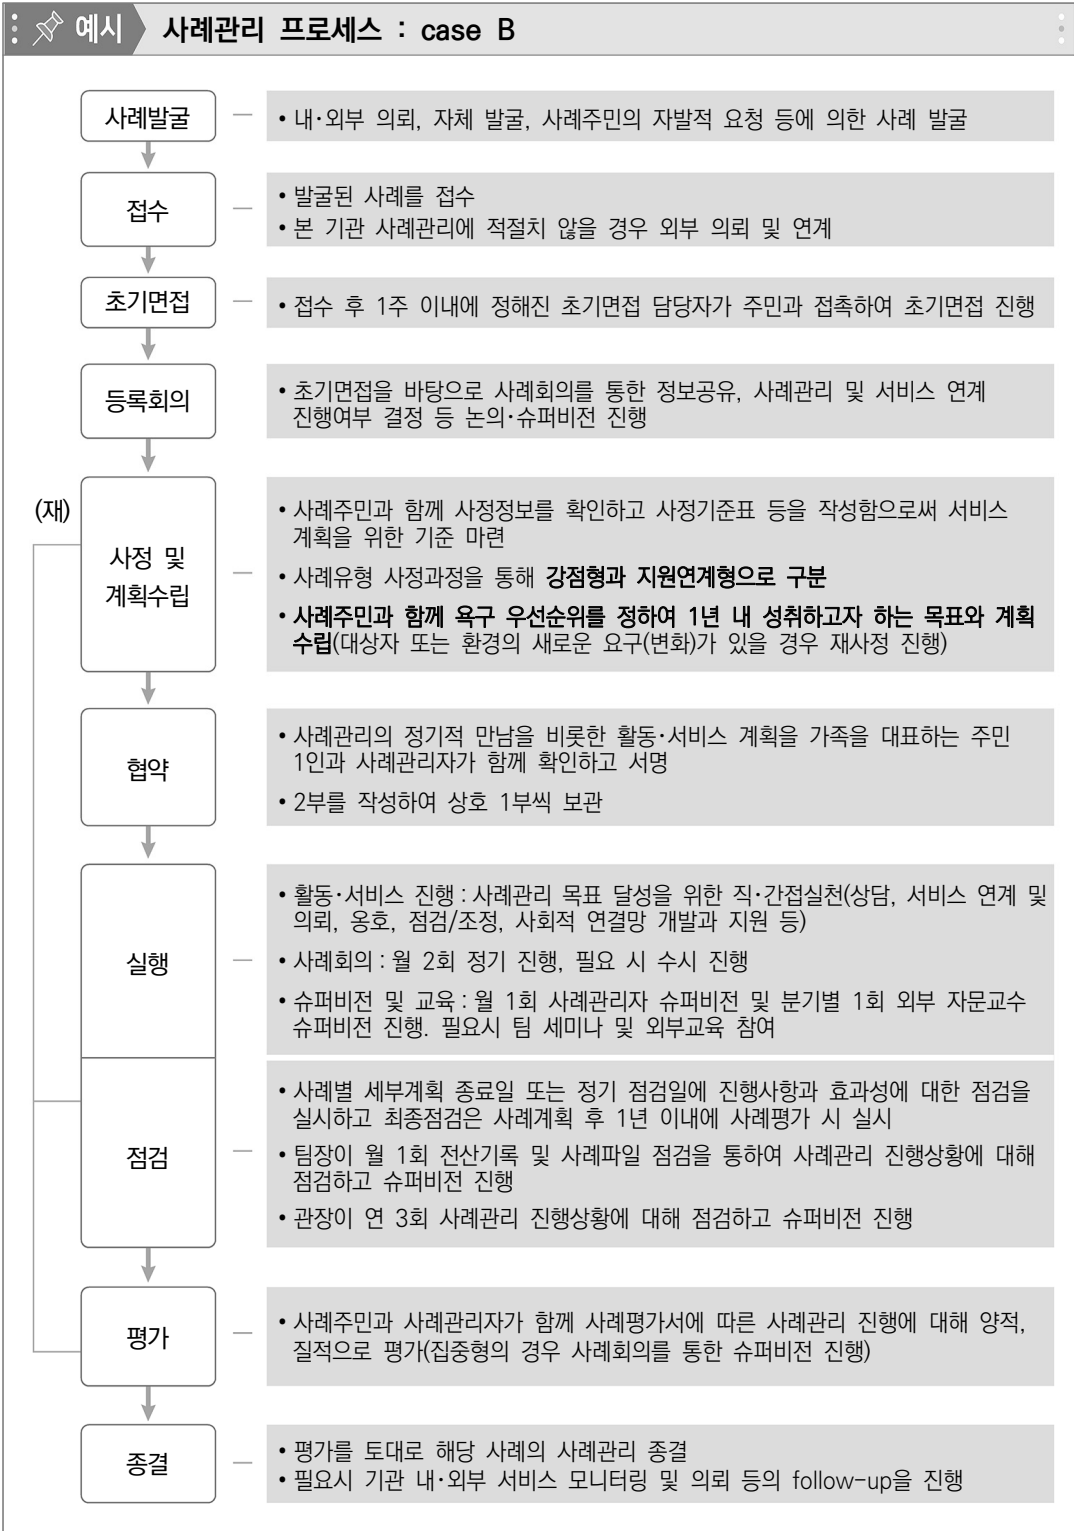 예시 사례관리 프로세스 : case B
사례발굴
• 내·외부 의뢰, 자체 발굴, 사례주민의 자발적 요청 등에 의한 사례 발굴
접수
• 발굴된 사례를 접수
• 본 기관 사례관리에 적절치 않을 경우 외부 의뢰 및 연계
초기면접
• 접수 후 1주 이내에 정해진 초기면접 담당자가 주민과 접촉하여 초기면접 진행
등록회의
• 초기면접을 바탕으로 사례회의를 통한 정보공유, 사례관리 및 서비스 연계
진행여부 결정 등 논의·슈퍼비전 진행
(재)
사정 및
계획수립
• 사례주민과 함께 사정정보를 확인하고 사정기준표 등을 작성함으로써 서비스
계획을 위한 기준 마련
• 사례유형 사정과정을 통해 강점형과 지원연계형으로 구분
• 사례주민과 함께 욕구 우선순위를 정하여 1년 내 성취하고자 하는 목표와 계획
수립(대상자 또는 환경의 새로운 요구(변화)가 있을 경우 재사정 진행)
협약
• 사례관리의 정기적 만남을 비롯한 활동·서비스 계획을 가족을 대표하는 주민
1인과 사례관리자가 함께 확인하고 서명
• 2부를 작성하여 상호 1부씩 보관
실행
• 활동·서비스 진행 : 사례관리 목표 달성을 위한 직·간접실천(상담, 서비스 연계 및
의뢰, 옹호, 점검/조정, 사회적 연결망 개발과 지원 등)
• 사례회의 : 월 2회 정기 진행, 필요 시 수시 진행
• 슈퍼비전 및 교육 : 월 1회 사례관리자 슈퍼비전 및 분기별 1회 외부 자문교수
슈퍼비전 진행. 필요시 팀 세미나 및 외부교육 참여
점검
• 사례별 세부계획 종료일 또는 정기 점검일에 진행사항과 효과성에 대한 점검을
실시하고 최종점검은 사례계획 후 1년 이내에 사례평가 시 실시
• 팀장이 월 1회 전산기록 및 사례파일 점검을 통하여 사례관리 진행상황에 대해
점검하고 슈퍼비전 진행
• 관장이 연 3회 사례관리 진행상황에 대해 점검하고 슈퍼비전 진행
평가
• 사례주민과 사례관리자가 함께 사례평가서에 따른 사례관리 진행에 대해 양적,
질적으로 평가(집중형의 경우 사례회의를 통한 슈퍼비전 진행)
종결
• 평가를 토대로 해당 사례의 사례관리 종결
• 필요시 기관 내·외부 서비스 모니터링 및 의뢰 등의 follow-up을 진행